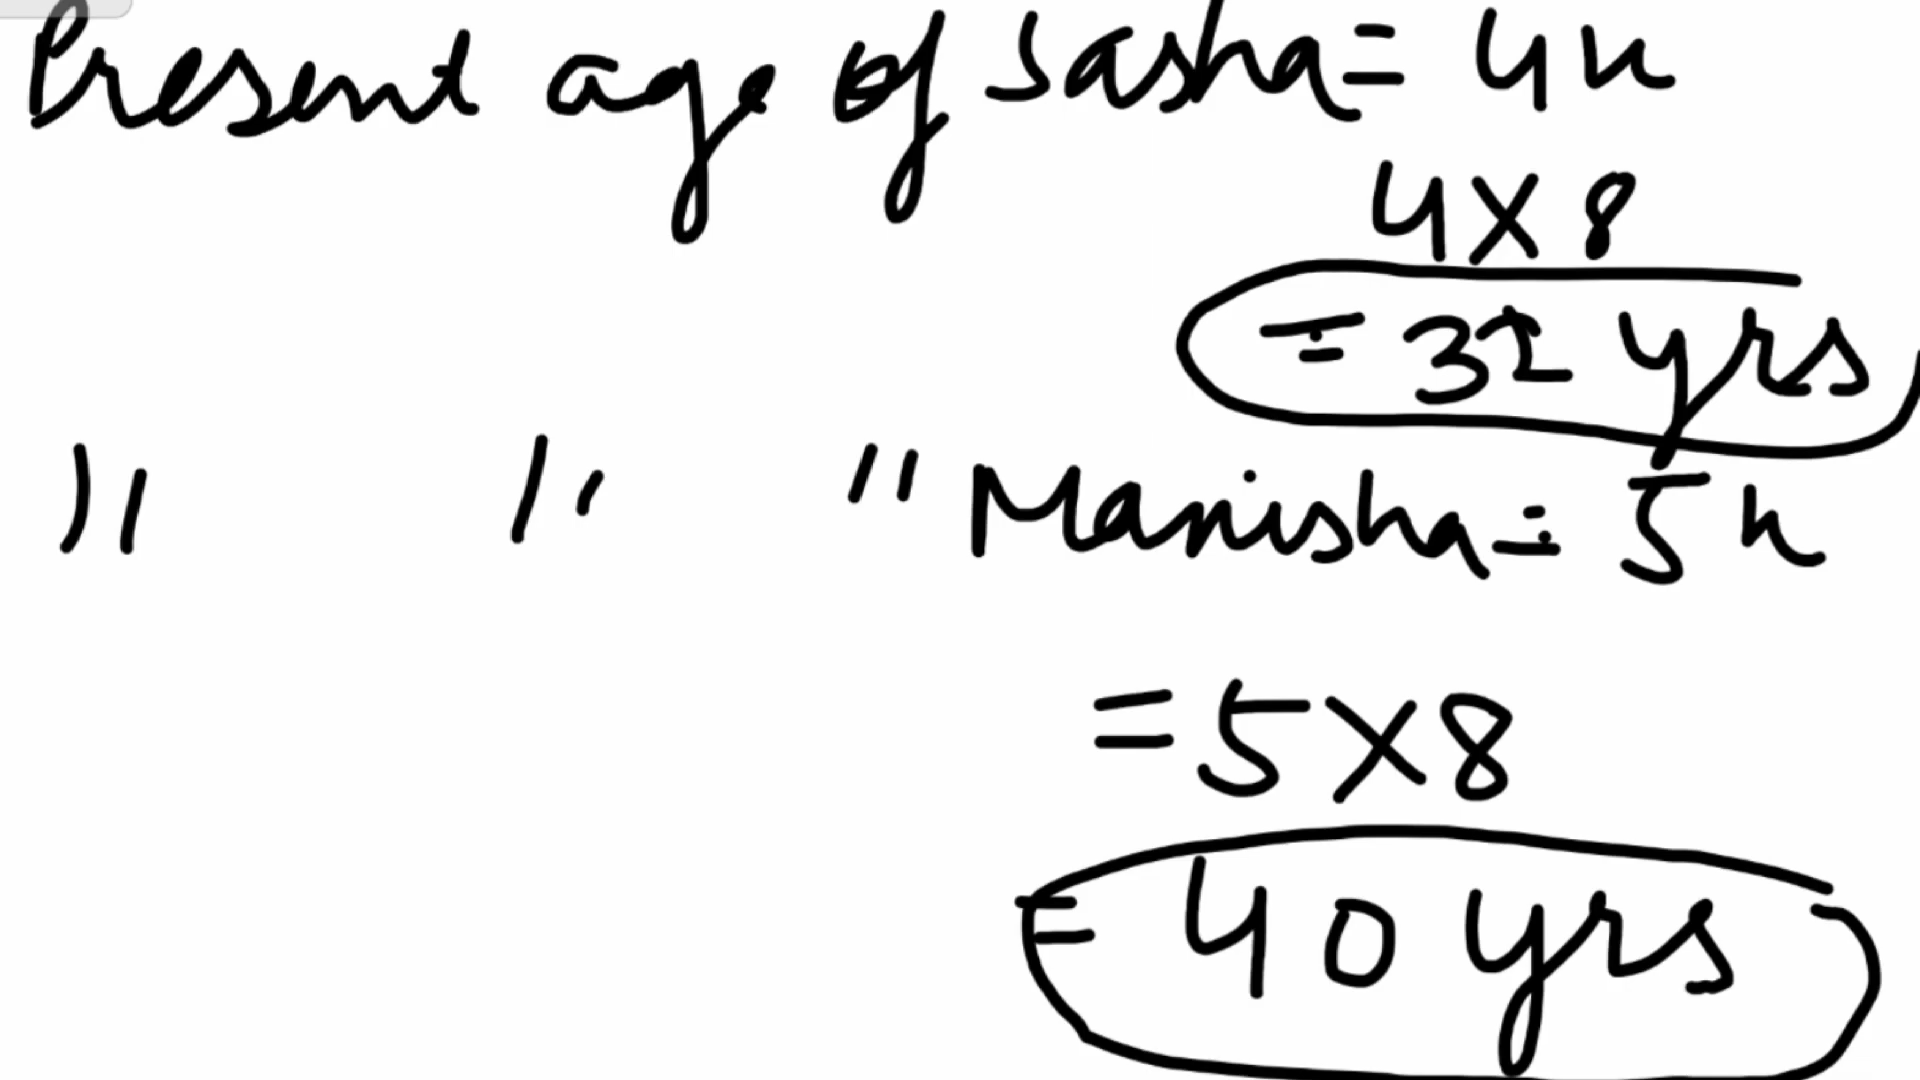 Present age of Sasha = 4x
4 x 8
= 32 yrs
" " " Manisha = 5x
= 5 x 8
= 40 yrs